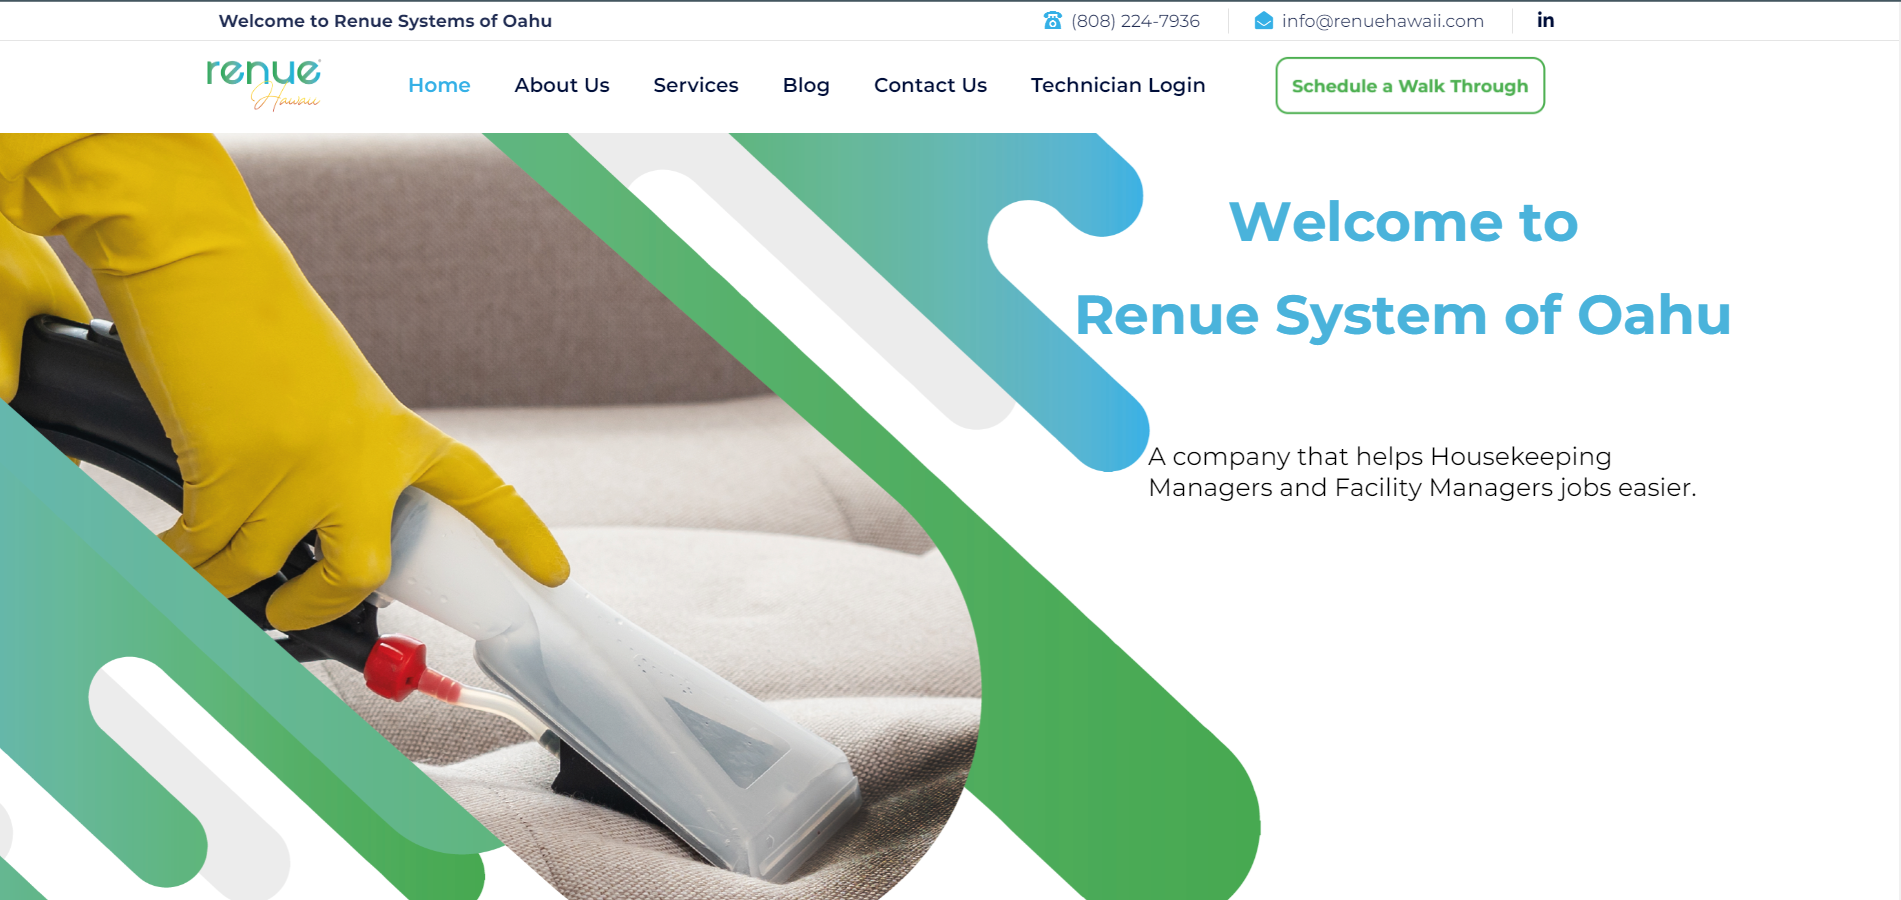 Welcome to Renue Systems of Oahu
(808) 224-7936
info@renuehawaii.com
in
renue
Hawaii
Home
About Us
Services
Blog
Contact Us
Technician Login
Schedule a Walk Through
Welcome to
Renue System of Oahu
A company that helps Housekeeping
Managers and Facility Managers jobs easier.